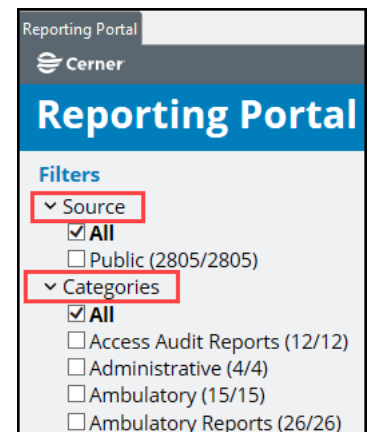 Reporting Portal
Cerner
Reporting Portal
Filters
Source
All
Public (2805/2805)
Categories
All
Access Audit Reports (12/12)
Administrative (4/4)
Ambulatory (15/15)
Ambulatory Reports (26/26)